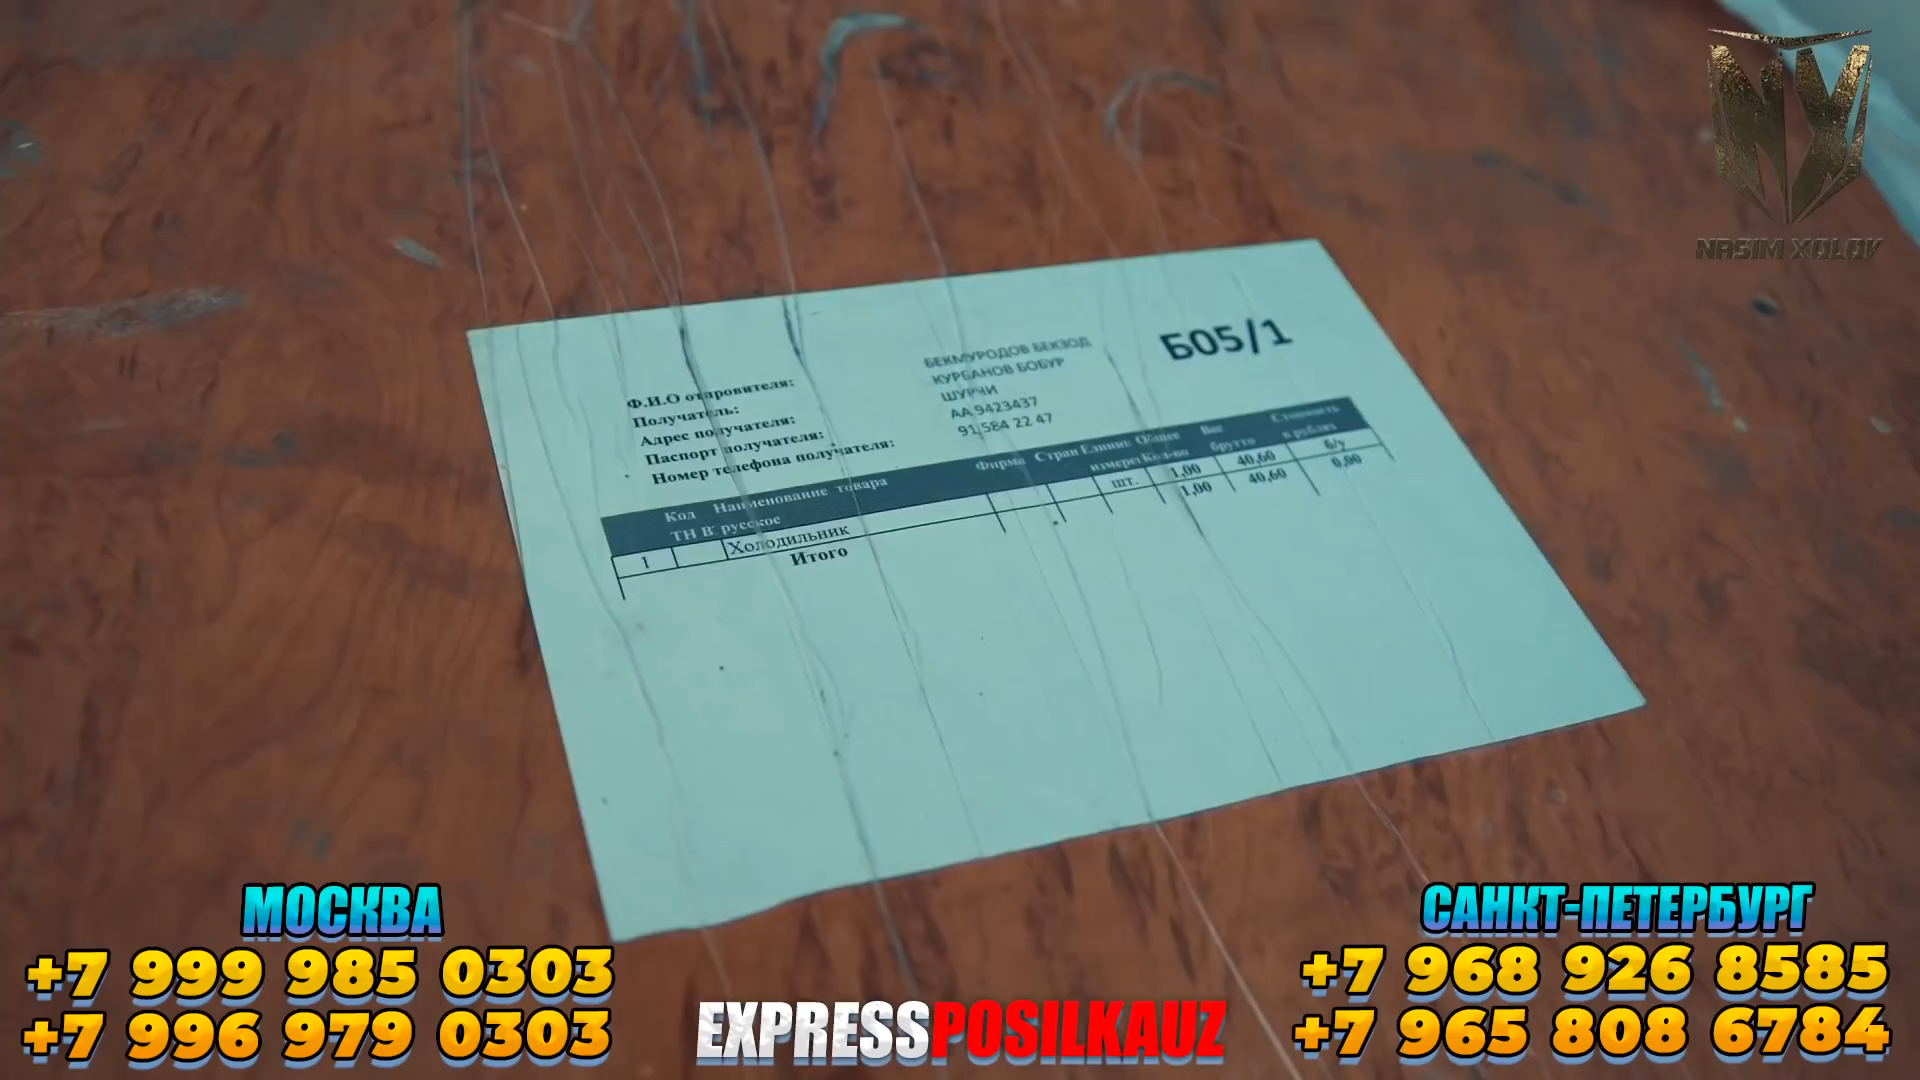 NASIM XOLOV
Б05/1
Ф.И.О отпровителя: БЕКМУРОДОВ БЕКЗОД
Получатель: КУРБАНОВ БОБУР
Адрес получателя: ШУРЧИ
Паспорт получателя: АА 9423437
Номер телефона получателя: 91 584 22 47
Код Наименование товара Фирма Стран Единиц Общее Вес Стоимость
ТН В русское измере Кол-во брутто в рублях
1 Холодильник шт. 1,00 40,60 б/у
Итого 1,00 40,60 0,00
МОСКВА
+7 999 985 0303
+7 996 979 0303
EXPRESSPOSILKAUZ
САНКТ-ПЕТЕРБУРГ
+7 968 926 8585
+7 965 808 6784